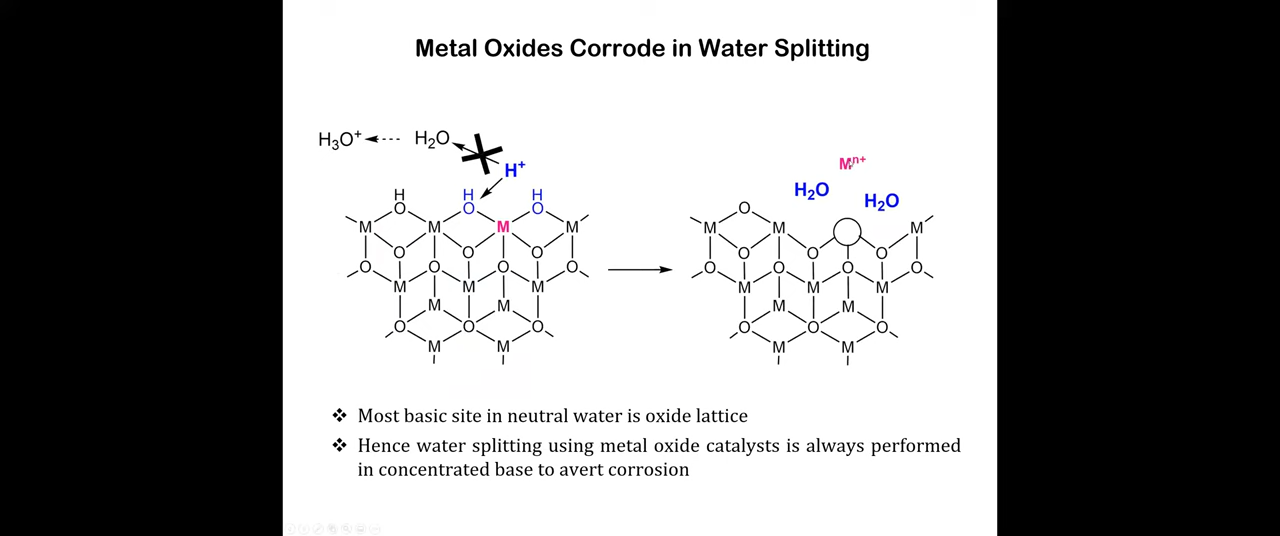 Metal Oxides Corrode in Water Splitting
H₃O⁺ H₂O
H⁺
Mⁿ⁺
H₂O H₂O
H H H
O O O O
M M M M M M M
O O O O O O
O O O O O O O O
M M M M M M
M M M M
O O O O O O
M M M M
❖ Most basic site in neutral water is oxide lattice
❖ Hence water splitting using metal oxide catalysts is always performed
in concentrated base to avert corrosion